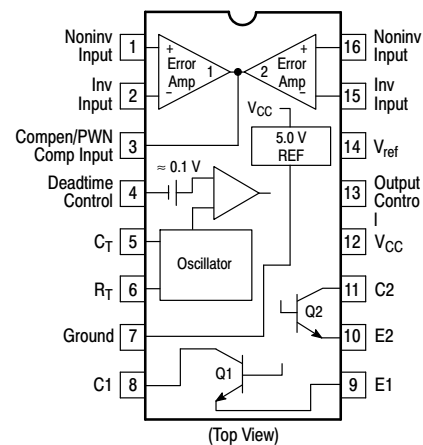 Noninv
Input
1
+
Error
Amp
1
2
+
Error
Amp
16
Noninv
Input
Inv
Input
2
–
–
15
Inv
Input
Compen/PWN
Comp Input
3
VCC
5.0 V
REF
14
Vref
≈ 0.1 V
Deadtime
Control
4
13
Output
Contro
l
CT
5
Oscillator
12
VCC
RT
6
11
C2
Q2
Ground
7
10
E2
C1
8
Q1
9
E1
(Top View)